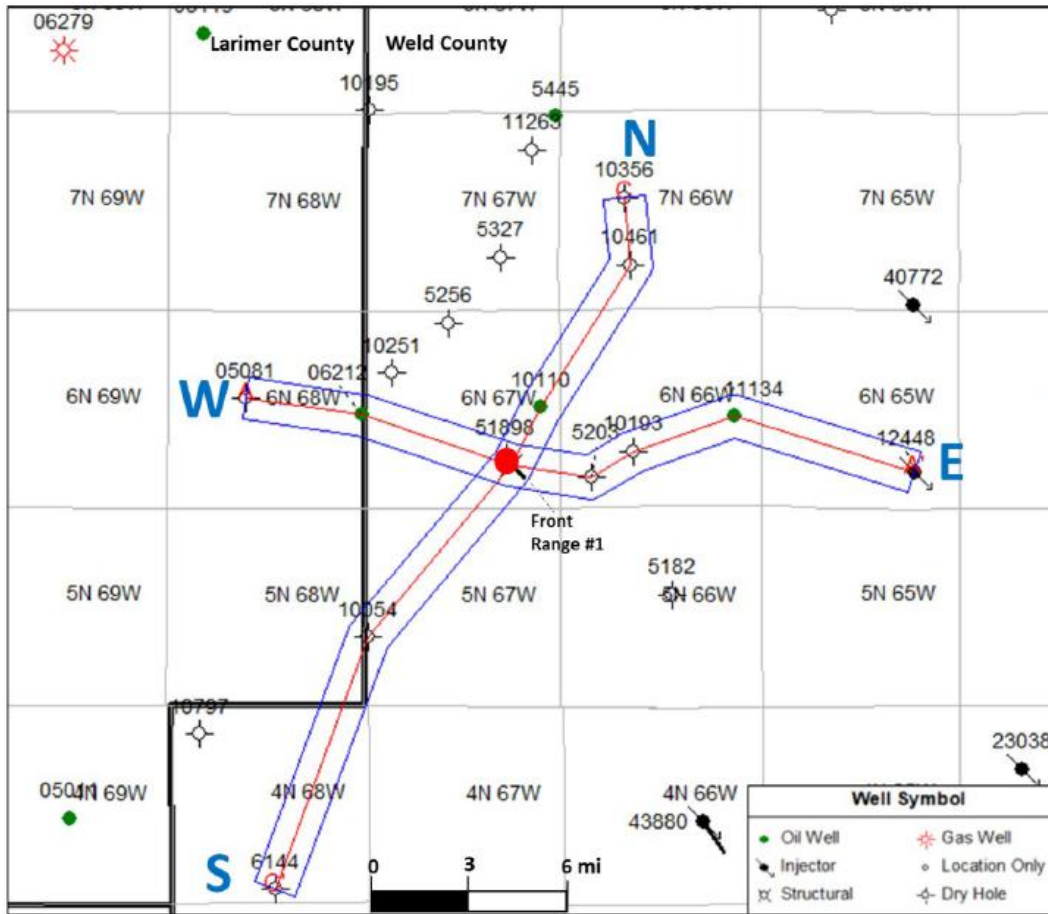 06279
Larimer County
Weld County
10195
5445
11263
N
10356
7N 69W
7N 68W
7N 67W
7N 66W
7N 65W
5327
10461
40772
5256
10251
05081
06212
W
6N 69W
6N 68W
10110
6N 67W
6N 66W
11134
6N 65W
51898
5203
10193
12448
E
Front
Range #1
5182
5N 69W
5N 68W
5N 67W
5N 66W
5N 65W
10054
10797
23038
4N 69W
4N 68W
4N 67W
4N 66W
43880
6144
S
0
3
6 mi
Well Symbol
Oil Well
Gas Well
Injector
Location Only
Structural
Dry Hole